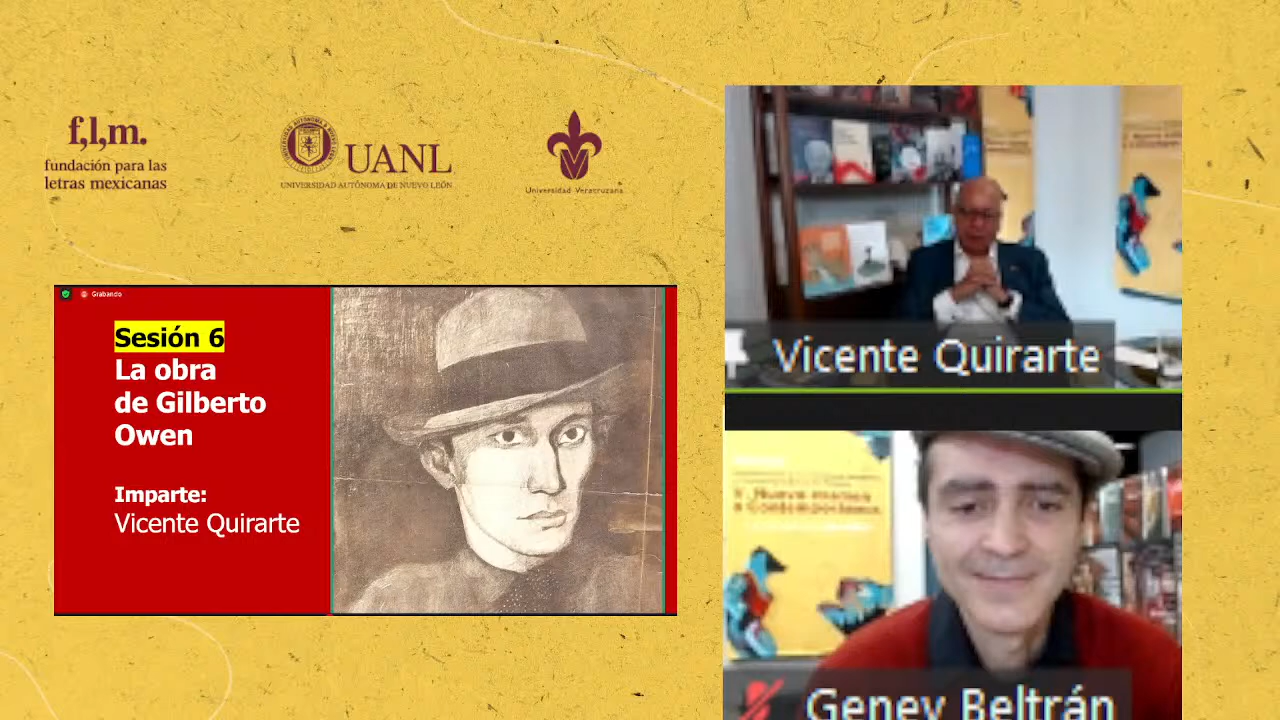 f,l,m.
fundación para las
letras mexicanas
UANL
UNIVERSIDAD AUTÓNOMA DE NUEVO LEÓN
Universidad Veracruzana
Grabando
Sesión 6
La obra
de Gilberto
Owen
Imparte:
Vicente Quirarte
Vicente Quirarte
Geney Beltrán